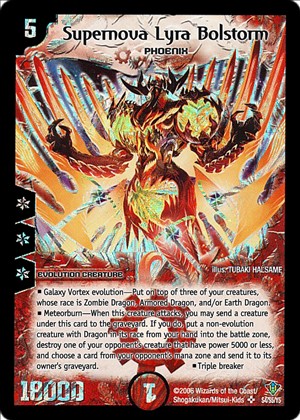 5
Supernova Lyra Bolstorm
PHOENIX
illus. TUBAKI HALSAME
EVOLUTION CREATURE
■ Galaxy Vortex evolution—Put on top of three of your creatures,
whose race is Zombie Dragon, Armored Dragon, and/or Earth Dragon.
■ Meteorburn—When this creature attacks, you may send a creature
under this card to the graveyard. If you do, put a non-evolution
creature with Dragon in its race from your hand into the battle zone,
destroy one of your opponent's creature that have power 5000 or less,
and choose a card from your opponent's mana zone and send it to its
owner's graveyard.
■ Triple breaker
18000
1
©2006 Wizards of the Coast/
Shogakukan/Mitsui-Kids